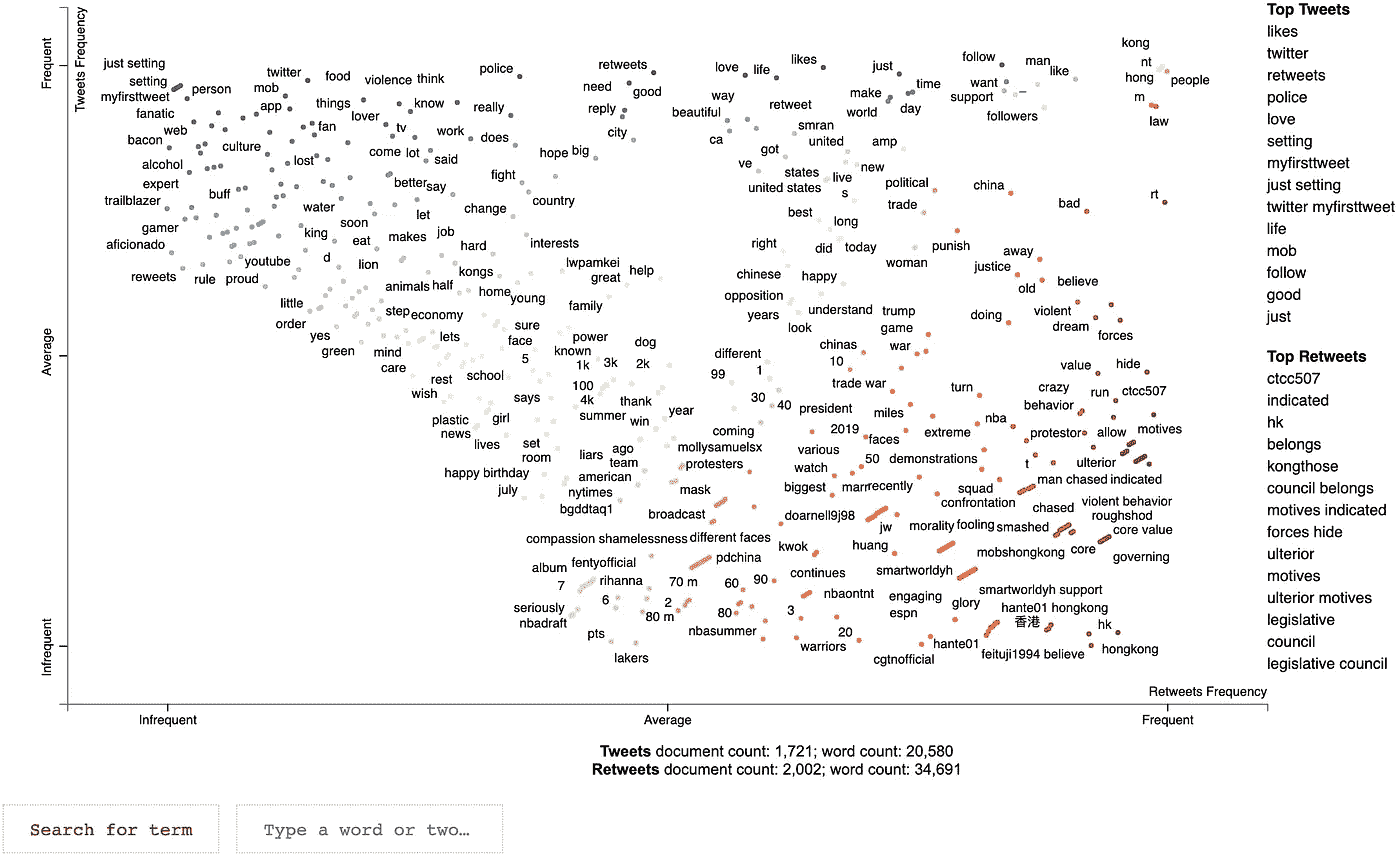 Top Tweets
likes
twitter
retweets
police
love
setting
myfirsttweet
just setting
twitter myfirsttweet
life
mob
follow
good
just
Top Retweets
ctcc507
indicated
hk
belongs
kongthose
council belongs
motives indicated
forces hide
ulterior
motives
ulterior motives
legislative
council
legislative council
Tweets Frequency
Frequent
Average
Infrequent
kong
just setting
follow
man
nt
police
retweets
love
life
likes
just
like
hong
people
setting
person
twitter
food
violence
think
myfirsttweet
mob
need
good
way
make
time
want
support
–
m
fanatic
app
things
know
really
reply
beautiful
retweet
world
day
followers
law
web
lover
fan
tv
work
does
city
ca
smran
united
amp
bacon
culture
come
lot
said
hope
big
got
alcohol
lost
ve
states
live
new
expert
buff
better
say
fight
united states
s
political
china
rt
trailblazer
water
let
change
country
best
long
trade
bad
gamer
soon
king
eat
makes
job
aficionado
hard
interests
right
did
today
punish
away
reweets
rule
proud
youtube
d
lion
kongs
lwpamkei
great
help
chinese
happy
woman
justice
old
believe
little
animals
half
home
young
family
opposition
years
understand
trump
doing
violent
dream
forces
order
step
economy
sure
look
game
yes
green
mind
care
lets
face
power
known
dog
different
chinas
war
5
1k
3k
2k
99
1
10
value
hide
rest
wish
school
says
100
4k
thank
30
40
trade war
turn
crazy
run
ctcc507
plastic
news
girl
summer
win
year
coming
president
miles
nba
behavior
lives
set
room
liars
ago
team
mollysamuelsx
2019
various
faces
extreme
protestor
allow
motives
happy birthday
american
protesters
watch
50
demonstrations
t
ulterior
july
nytimes
bgddtaq1
mask
biggest
marr
recently
squad
man chased indicated
broadcast
doarnell9j98
confrontation
chased
violent behavior
roughshod
compassion shamelessness
different faces
jw
morality
fooling
smashed
core value
album
fentyofficial
pdchina
kwok
huang
mobshongkong
core
governing
7
rihanna
70 m
60
90
continues
smartworldyh
6
2
nbaontnt
engaging
smartworldyh support
seriously
nbadraft
80 m
80
3
espn
glory
hante01 hongkong
pts
nbasummer
20
香港
hk
lakers
warriors
hante01
cgtnofficial
feituji1994 believe
hongkong
Retweets Frequency
Infrequent
Average
Frequent
Tweets document count: 1,721; word count: 20,580
Retweets document count: 2,002; word count: 34,691
Search for term
Type a word or two…